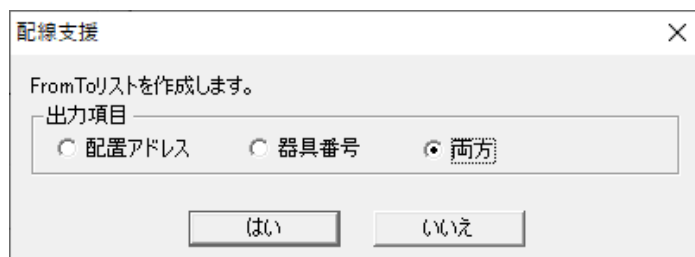 配線支援
FromToリストを作成します。
出力項目
配置アドレス 器具番号 両方
はい いいえ